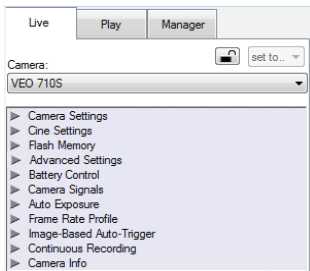 Live Play Manager
set to..
Camera:
VEO 710S
Camera Settings
Cine Settings
Flash Memory
Advanced Settings
Battery Control
Camera Signals
Auto Exposure
Frame Rate Profile
Image-Based Auto-Trigger
Continuous Recording
Camera Info